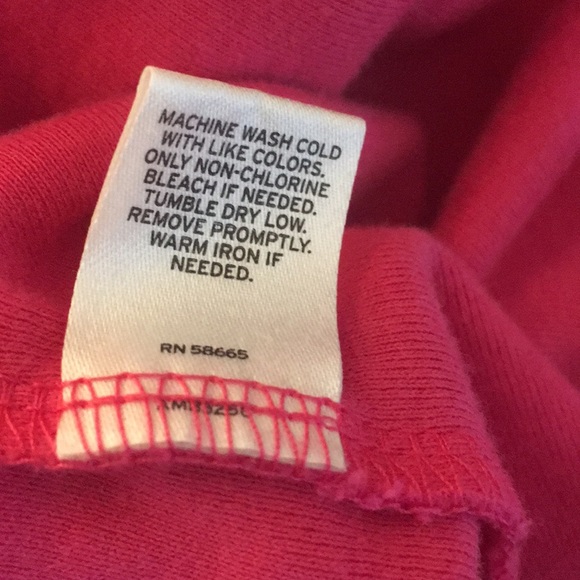 MACHINE WASH COLD
WITH LIKE COLORS.
ONLY NON-CHLORINE
BLEACH IF NEEDED.
TUMBLE DRY LOW.
REMOVE PROMPTLY.
WARM IRON IF
NEEDED.
RN 58665